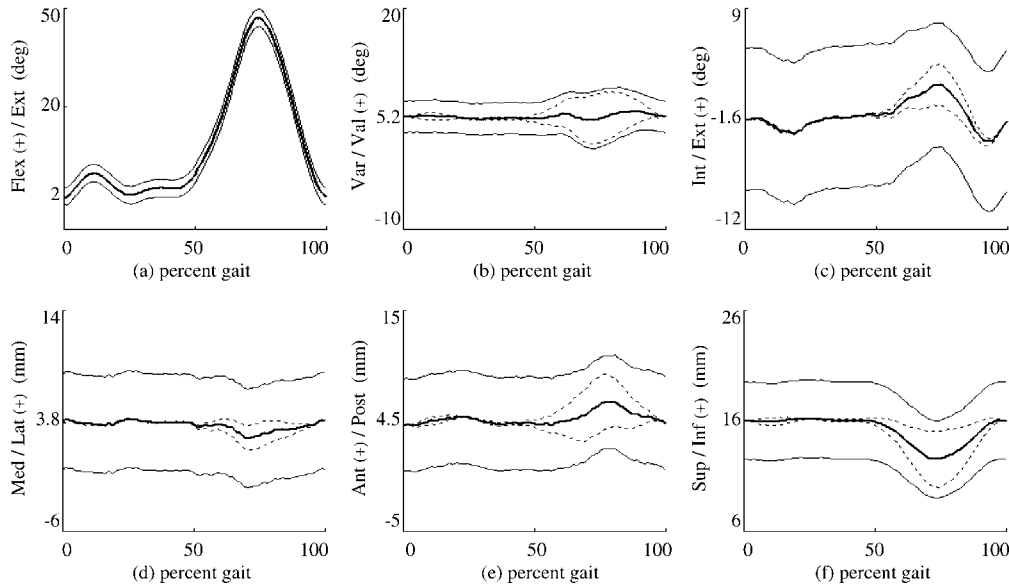 50
20
2
Flex (+) / Ext (deg)
0 50 100
(a) percent gait
20
5.2
-10
Var / Val (+) (deg)
0 50 100
(b) percent gait
9
-1.6
-12
Int / Ext (+) (deg)
0 50 100
(c) percent gait
14
3.8
-6
Med / Lat (+) (mm)
0 50 100
(d) percent gait
15
4.5
-5
Ant (+) / Post (mm)
0 50 100
(e) percent gait
26
16
6
Sup / Inf (+) (mm)
0 50 100
(f) percent gait